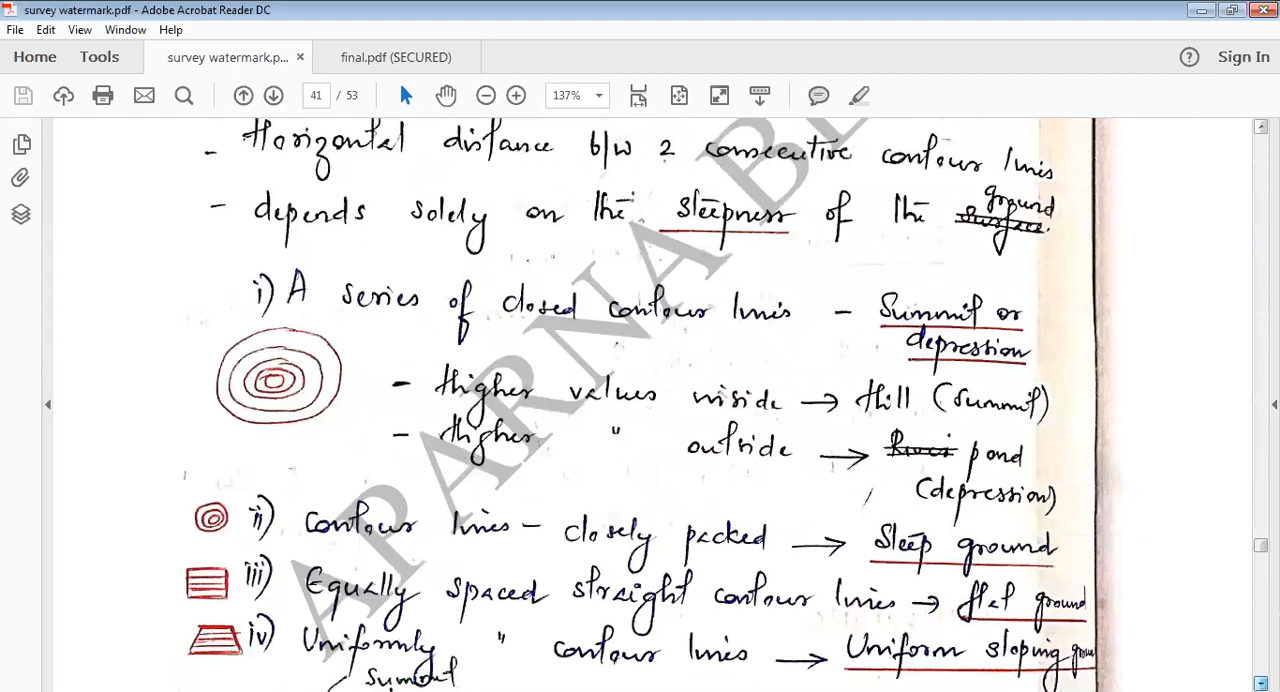 survey watermark.pdf - Adobe Acrobat Reader DC
File Edit View Window Help
Home Tools survey watermark.p... × final.pdf (SECURED) ? Sign In
41 / 53 137%
- Horizontal distance b/w 2 consecutive contour lines
- depends solely on the steepness of the surface ground
i) A series of closed contour lines - Summit or
depression
- Higher values inside → Hill (Summit)
- Higher " outside → River pond
(depression)
ii) Contour lines - closely packed → Steep ground
iii) Equally spaced straight contour lines → flat ground
iv) Uniformly " contour lines → Uniform sloping groun
Summit
APARNA B